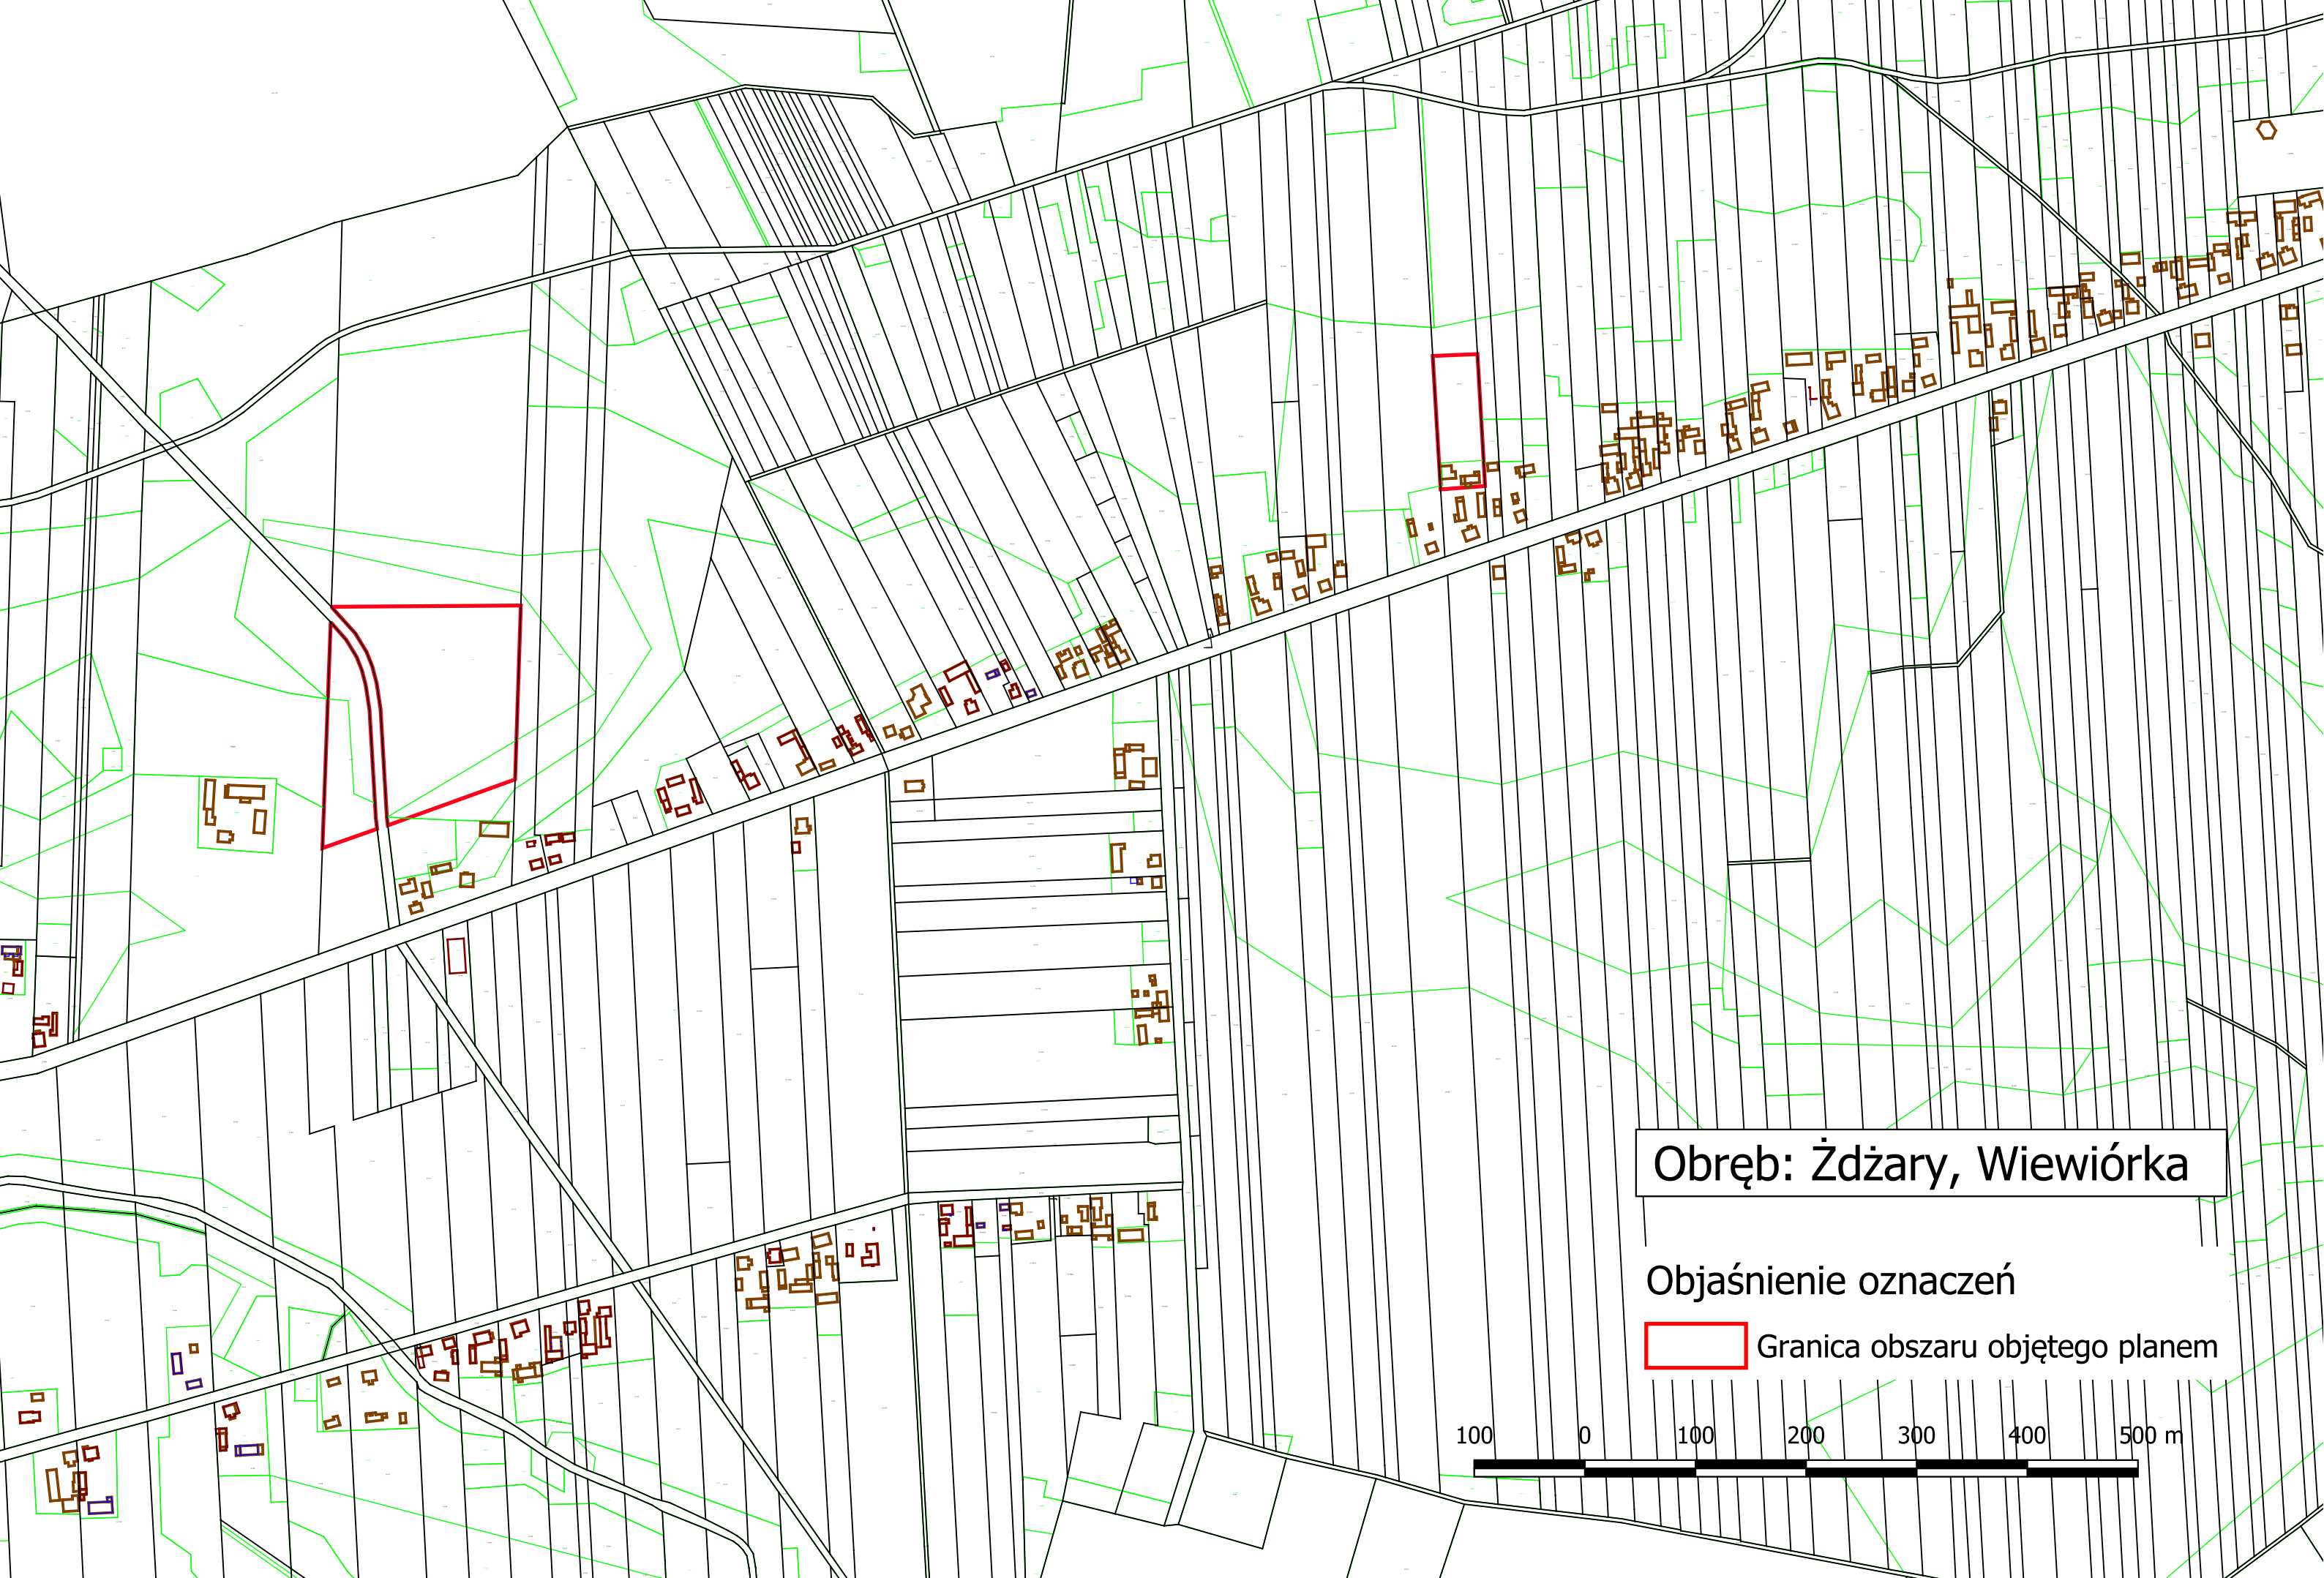 Obręb: Żdżary, Wiewiórka
Objaśnienie oznaczeń
Granica obszaru objętego planem
100 0 100 200 300 400 500 m